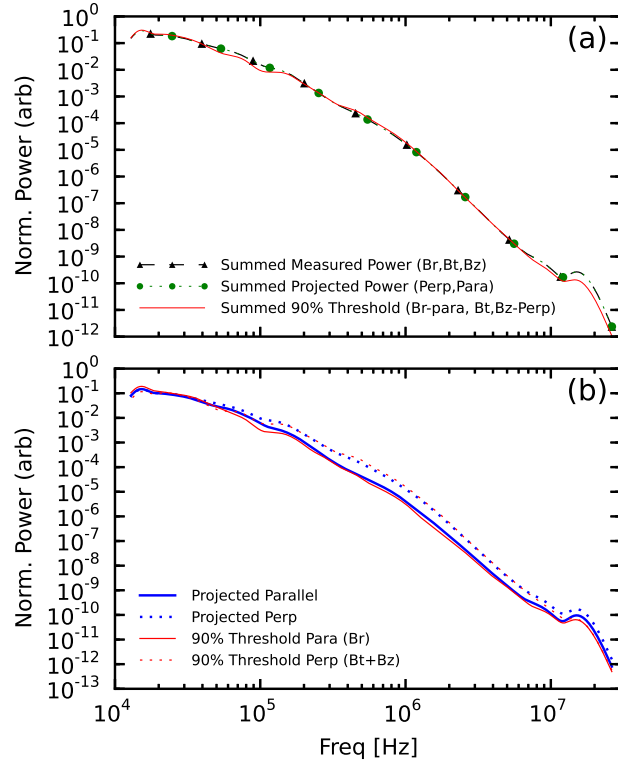 10^0
10^-1
10^-2
10^-3
10^-4
10^-5
10^-6
10^-7
10^-8
10^-9
10^-10
10^-11
10^-12
Norm. Power (arb)
(a)
Summed Measured Power (Br,Bt,Bz)
Summed Projected Power (Perp,Para)
Summed 90% Threshold (Br-para, Bt,Bz-Perp)
10^0
10^-1
10^-2
10^-3
10^-4
10^-5
10^-6
10^-7
10^-8
10^-9
10^-10
10^-11
10^-12
10^-13
Norm. Power (arb)
(b)
Projected Parallel
Projected Perp
90% Threshold Para (Br)
90% Threshold Perp (Bt+Bz)
10^4 10^5 10^6 10^7
Freq [Hz]